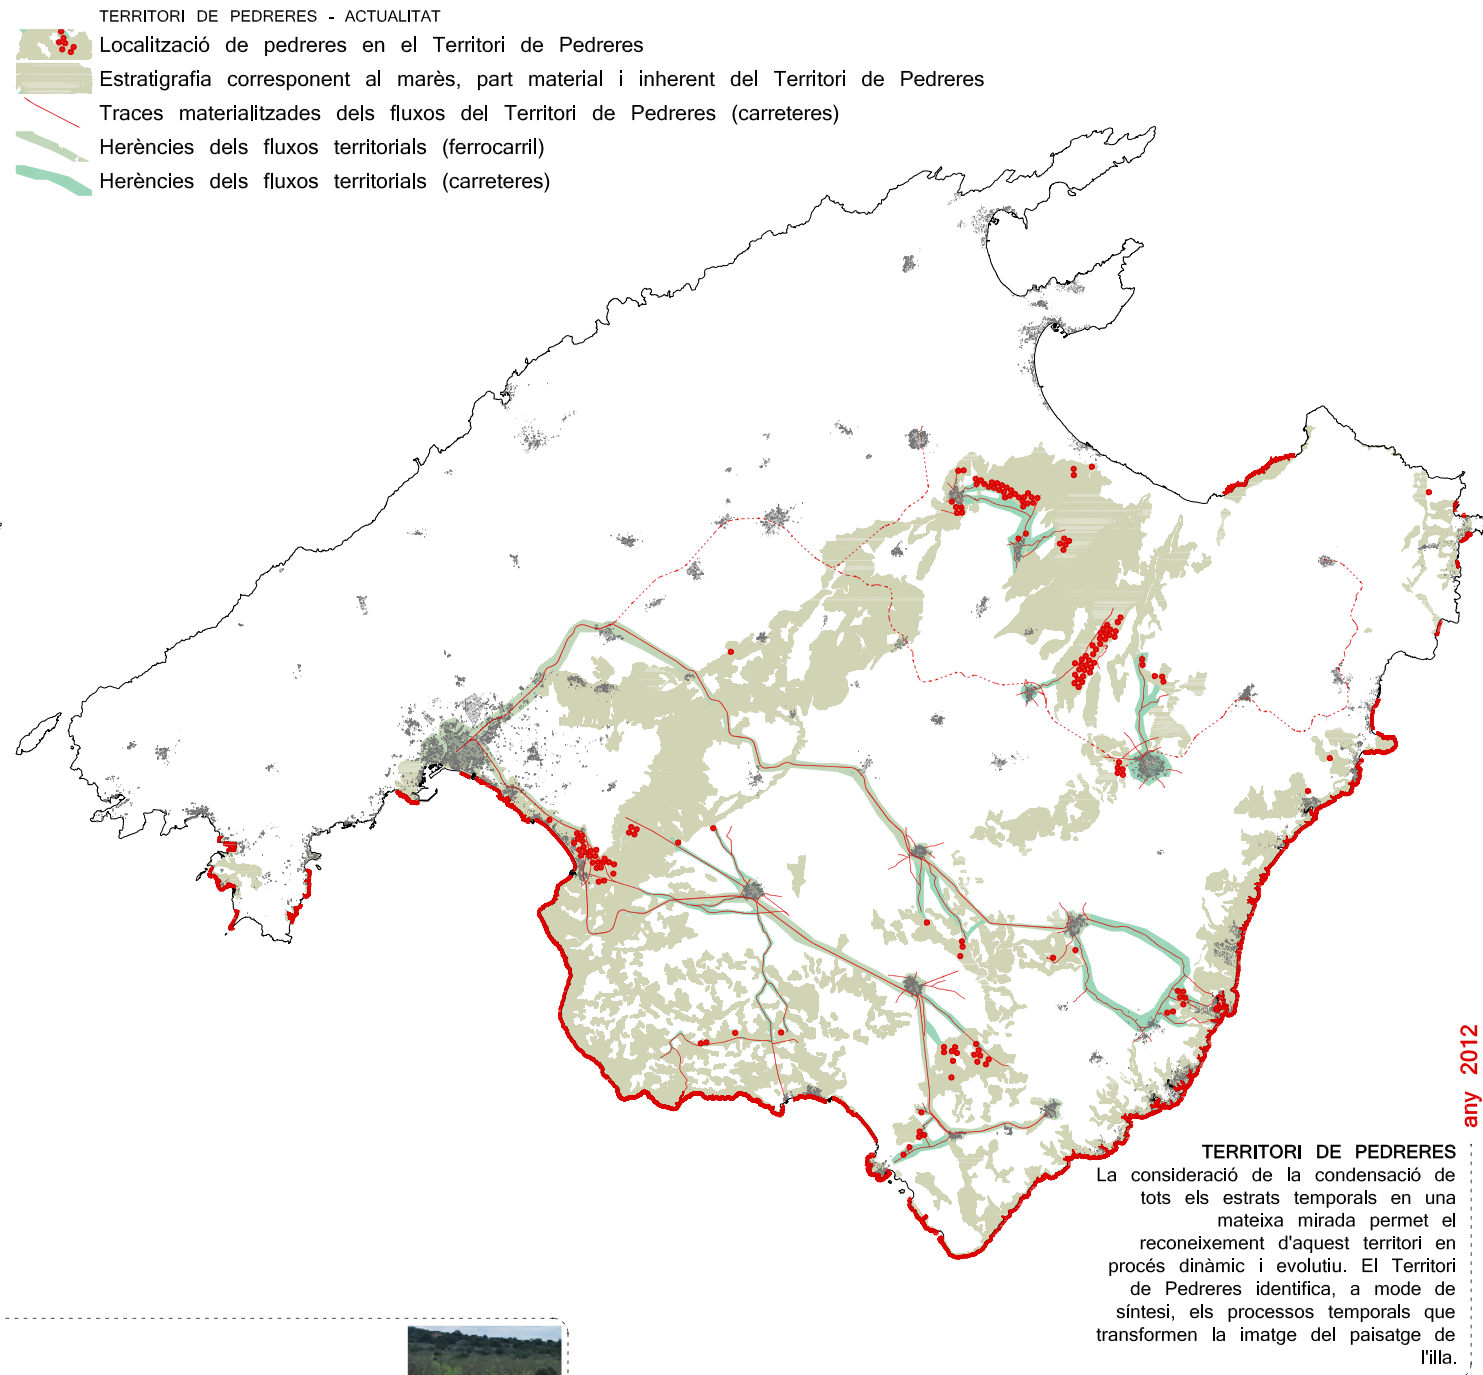 TERRITORI DE PEDRERES - ACTUALITAT
Localització de pedreres en el Territori de Pedreres
Estratigrafia corresponent al marès, part material i inherent del Territori de Pedreres
Traces materialitzades dels fluxos del Territori de Pedreres (carreteres)
Herències dels fluxos territorials (ferrocarril)
Herències dels fluxos territorials (carreteres)
any 2012
TERRITORI DE PEDRERES
La consideració de la condensació de
tots els estrats temporals en una
mateixa mirada permet el
reconeixement d'aquest territori en
procés dinàmic i evolutiu. El Territori
de Pedreres identifica, a mode de
síntesi, els processos temporals que
transformen la imatge del paisatge de
l'illa.